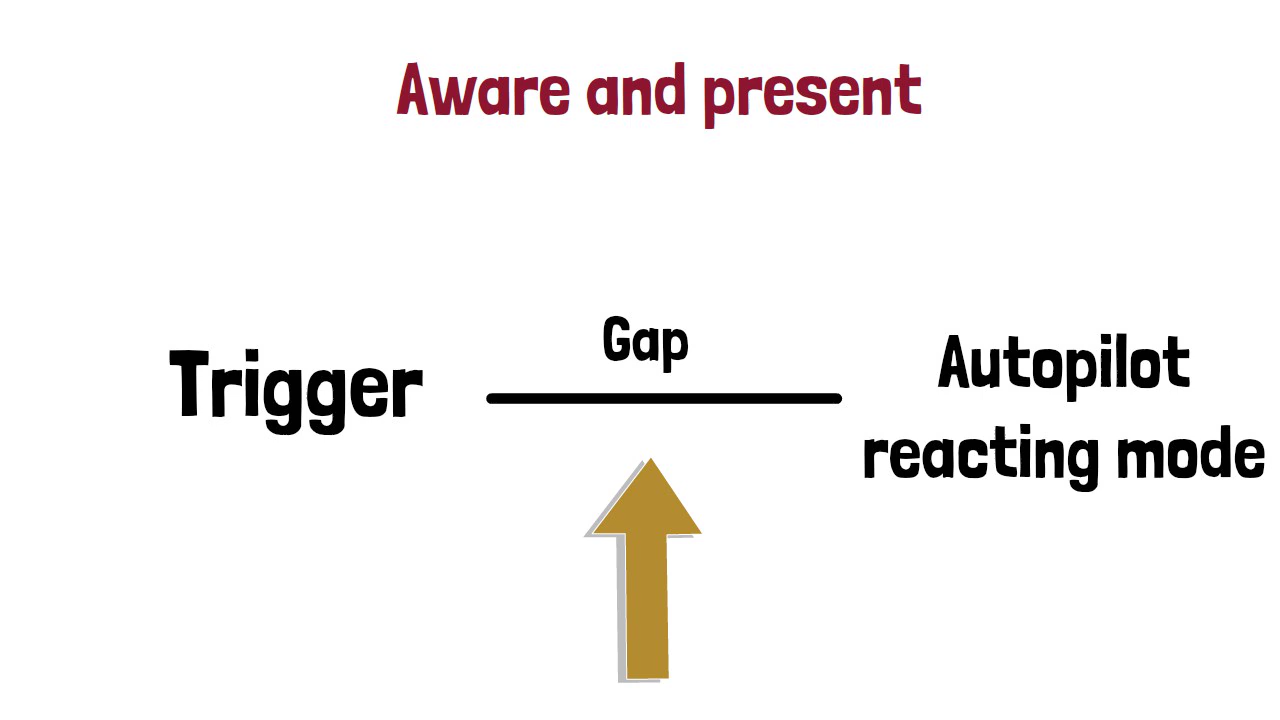 Aware and present
Gap
Trigger
Autopilot
reacting mode